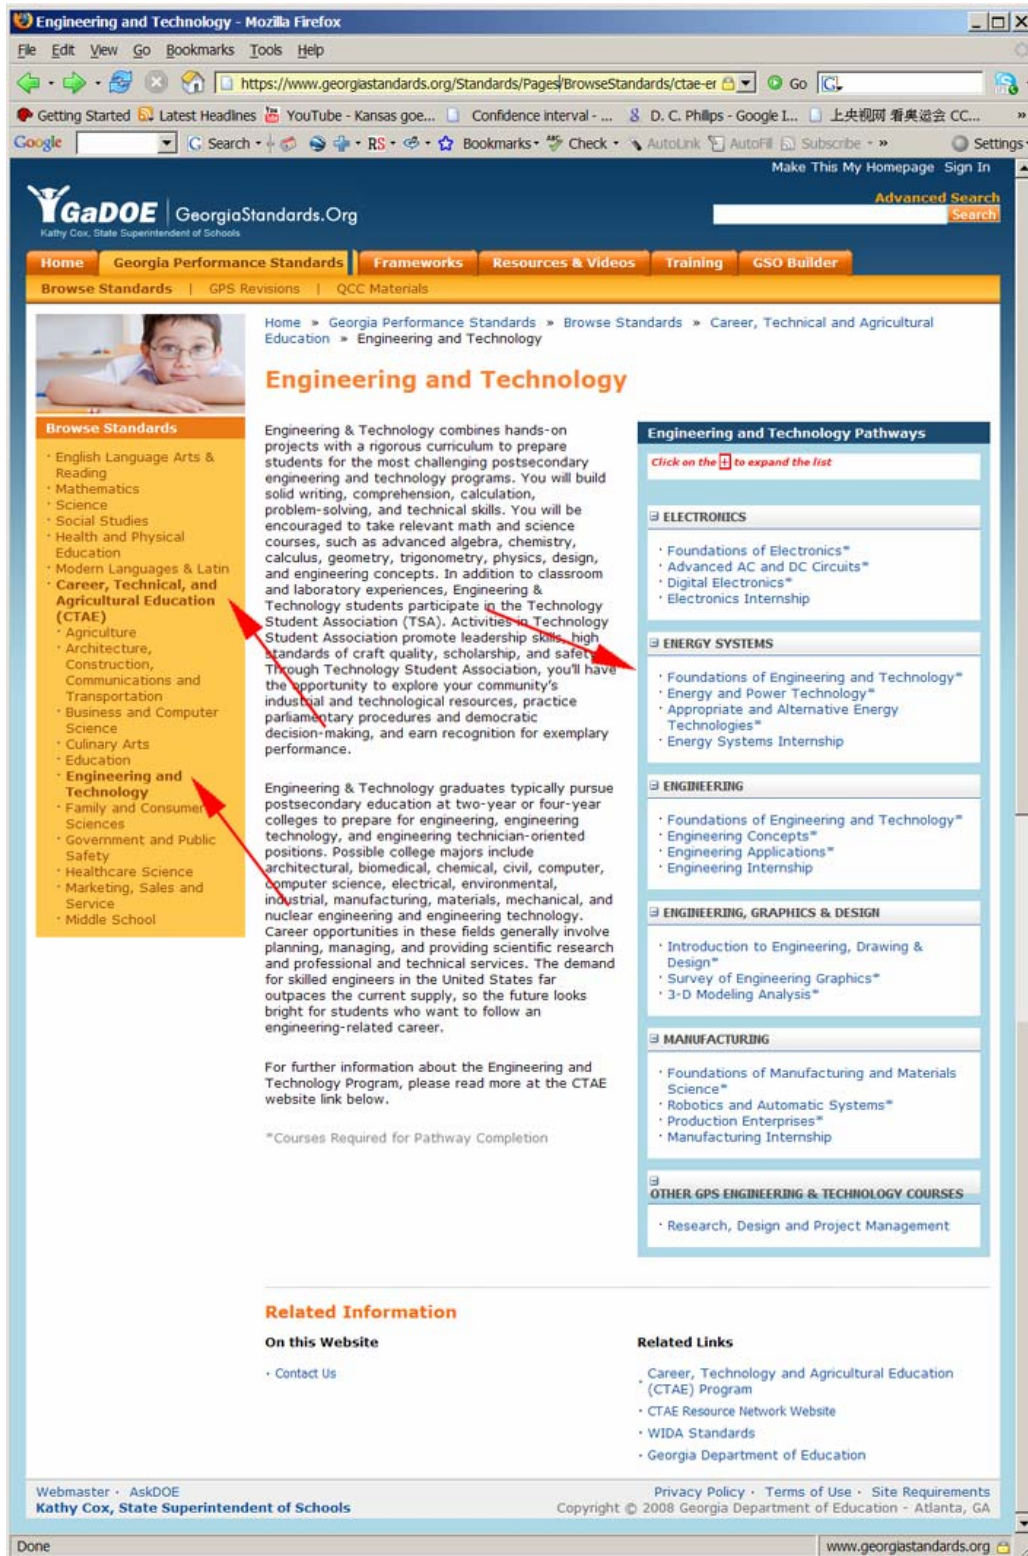 Engineering and Technology - Mozilla Firefox
File Edit View Go Bookmarks Tools Help
https://www.georgiastandards.org/Standards/Pages/BrowseStandards/ctae-er Go
Getting Started Latest Headlines YouTube - Kansas goe... Confidence interval - ... D. C. Phillips - Google I... 上央视网 看奥运会 CC... »
Google Search RS Bookmarks Check AutoLink AutoFill Subscribe » Settings
Make This My Homepage Sign In
Advanced Search
GaDOE GeorgiaStandards.Org
Search
Kathy Cox, State Superintendent of Schools
Home Georgia Performance Standards Frameworks Resources & Videos Training GSO Builder
Browse Standards | GPS Revisions | QCC Materials
Home » Georgia Performance Standards » Browse Standards » Career, Technical and Agricultural
Education » Engineering and Technology
Engineering and Technology
Browse Standards
· English Language Arts &
Reading
· Mathematics
· Science
· Social Studies
· Health and Physical
Education
· Modern Languages & Latin
· Career, Technical, and
Agricultural Education
(CTAE)
· Agriculture
· Architecture,
Construction,
Communications and
Transportation
· Business and Computer
Science
· Culinary Arts
· Education
· Engineering and
Technology
· Family and Consumer
Sciences
· Government and Public
Safety
· Healthcare Science
· Marketing, Sales and
Service
· Middle School
Engineering & Technology combines hands-on
projects with a rigorous curriculum to prepare
students for the most challenging postsecondary
engineering and technology programs. You will build
solid writing, comprehension, calculation,
problem-solving, and technical skills. You will be
encouraged to take relevant math and science
courses, such as advanced algebra, chemistry,
calculus, geometry, trigonometry, physics, design,
and engineering concepts. In addition to classroom
and laboratory experiences, Engineering &
Technology students participate in the Technology
Student Association (TSA). Activities in Technology
Student Association promote leadership skills, high
standards of craft quality, scholarship, and safety.
Through Technology Student Association, you'll have
the opportunity to explore your community's
industrial and technological resources, practice
parliamentary procedures and democratic
decision-making, and earn recognition for exemplary
performance.
Engineering & Technology graduates typically pursue
postsecondary education at two-year or four-year
colleges to prepare for engineering, engineering
technology, and engineering technician-oriented
positions. Possible college majors include
architectural, biomedical, chemical, civil, computer,
computer science, electrical, environmental,
industrial, manufacturing, materials, mechanical, and
nuclear engineering and engineering technology.
Career opportunities in these fields generally involve
planning, managing, and providing scientific research
and professional and technical services. The demand
for skilled engineers in the United States far
outpaces the current supply, so the future looks
bright for students who want to follow an
engineering-related career.
For further information about the Engineering and
Technology Program, please read more at the CTAE
website link below.
*Courses Required for Pathway Completion
Engineering and Technology Pathways
Click on the + to expand the list
ELECTRONICS
· Foundations of Electronics*
· Advanced AC and DC Circuits*
· Digital Electronics*
· Electronics Internship
ENERGY SYSTEMS
· Foundations of Engineering and Technology*
· Energy and Power Technology*
· Appropriate and Alternative Energy
Technologies*
· Energy Systems Internship
ENGINEERING
· Foundations of Engineering and Technology*
· Engineering Concepts*
· Engineering Applications*
· Engineering Internship
ENGINEERING, GRAPHICS & DESIGN
· Introduction to Engineering, Drawing &
Design*
· Survey of Engineering Graphics*
· 3-D Modeling Analysis*
MANUFACTURING
· Foundations of Manufacturing and Materials
Science*
· Robotics and Automatic Systems*
· Production Enterprises*
· Manufacturing Internship
OTHER GPS ENGINEERING & TECHNOLOGY COURSES
· Research, Design and Project Management
Related Information
On this Website
· Contact Us
Related Links
· Career, Technology and Agricultural Education
(CTAE) Program
· CTAE Resource Network Website
· WIDA Standards
· Georgia Department of Education
Webmaster · AskDOE
Kathy Cox, State Superintendent of Schools
Privacy Policy · Terms of Use · Site Requirements
Copyright © 2008 Georgia Department of Education - Atlanta, GA
Done
www.georgiastandards.org